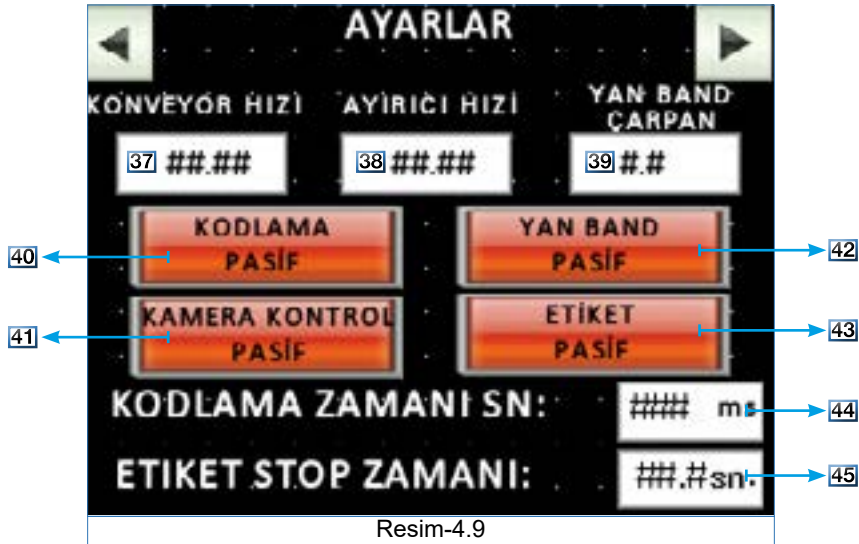 AYARLAR
KONVEYÖR HIZI
AYIRICI HIZI
YAN BAND
ÇARPAN
37 ##.##
38 ##.##
39 #.#
40
KODLAMA
PASİF
YAN BAND
PASİF
42
41
KAMERA KONTROL
PASİF
ETİKET
PASİF
43
KODLAMA ZAMANI SN: ### ms
44
ETIKET STOP ZAMANI: ##.# sn.
45
Resim-4.9